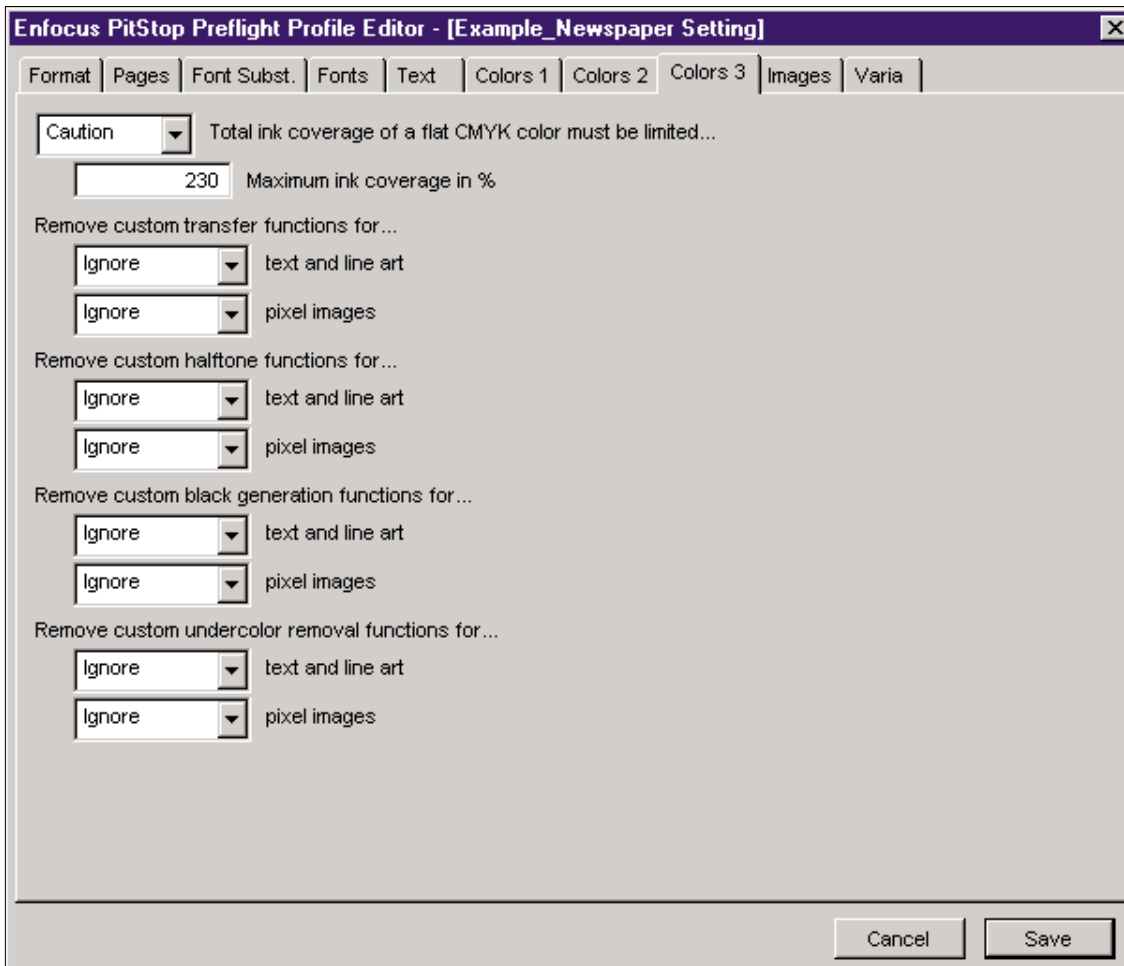 Enfocus PitStop Preflight Profile Editor - [Example_Newspaper Setting]
Format Pages Font Subst. Fonts Text Colors 1 Colors 2 Colors 3 Images Varia
Caution Total ink coverage of a flat CMYK color must be limited...
230 Maximum ink coverage in %
Remove custom transfer functions for...
Ignore text and line art
Ignore pixel images
Remove custom halftone functions for...
Ignore text and line art
Ignore pixel images
Remove custom black generation functions for...
Ignore text and line art
Ignore pixel images
Remove custom undercolor removal functions for...
Ignore text and line art
Ignore pixel images
Cancel Save